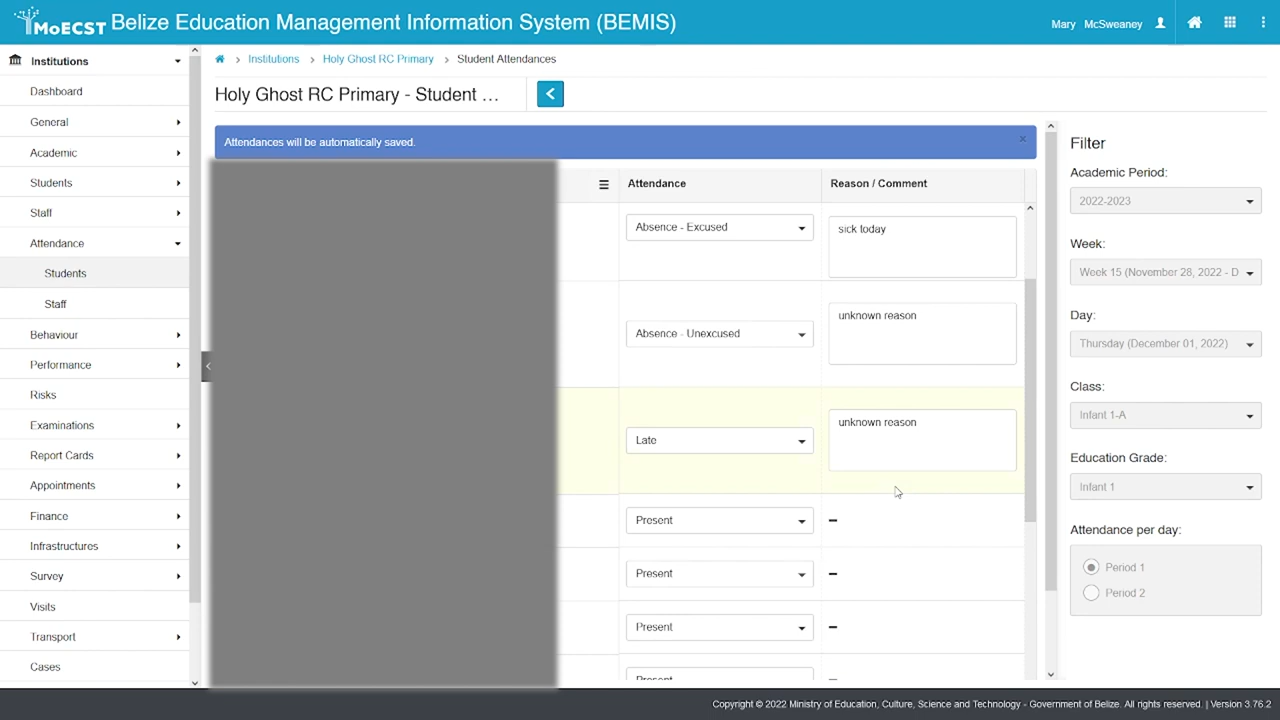 MoECST Belize Education Management Information System (BEMIS)
Mary McSweaney
Institutions
Dashboard
General
Academic
Students
Staff
Attendance
Students
Staff
Behaviour
Performance
Risks
Examinations
Report Cards
Appointments
Finance
Infrastructures
Survey
Visits
Transport
Cases
Institutions > Holy Ghost RC Primary > Student Attendances
Holy Ghost RC Primary - Student ...
Attendances will be automatically saved.
Attendance Reason / Comment
Absence - Excused sick today
Absence - Unexcused unknown reason
Late unknown reason
Present
Present
Present
Present
Filter
Academic Period:
2022-2023
Week:
Week 15 (November 28, 2022 - D
Day:
Thursday (December 01, 2022)
Class:
Infant 1-A
Education Grade:
Infant 1
Attendance per day:
Period 1
Period 2
Copyright © 2022 Ministry of Education, Culture, Science and Technology - Government of Belize. All rights reserved. | Version 3.76.2